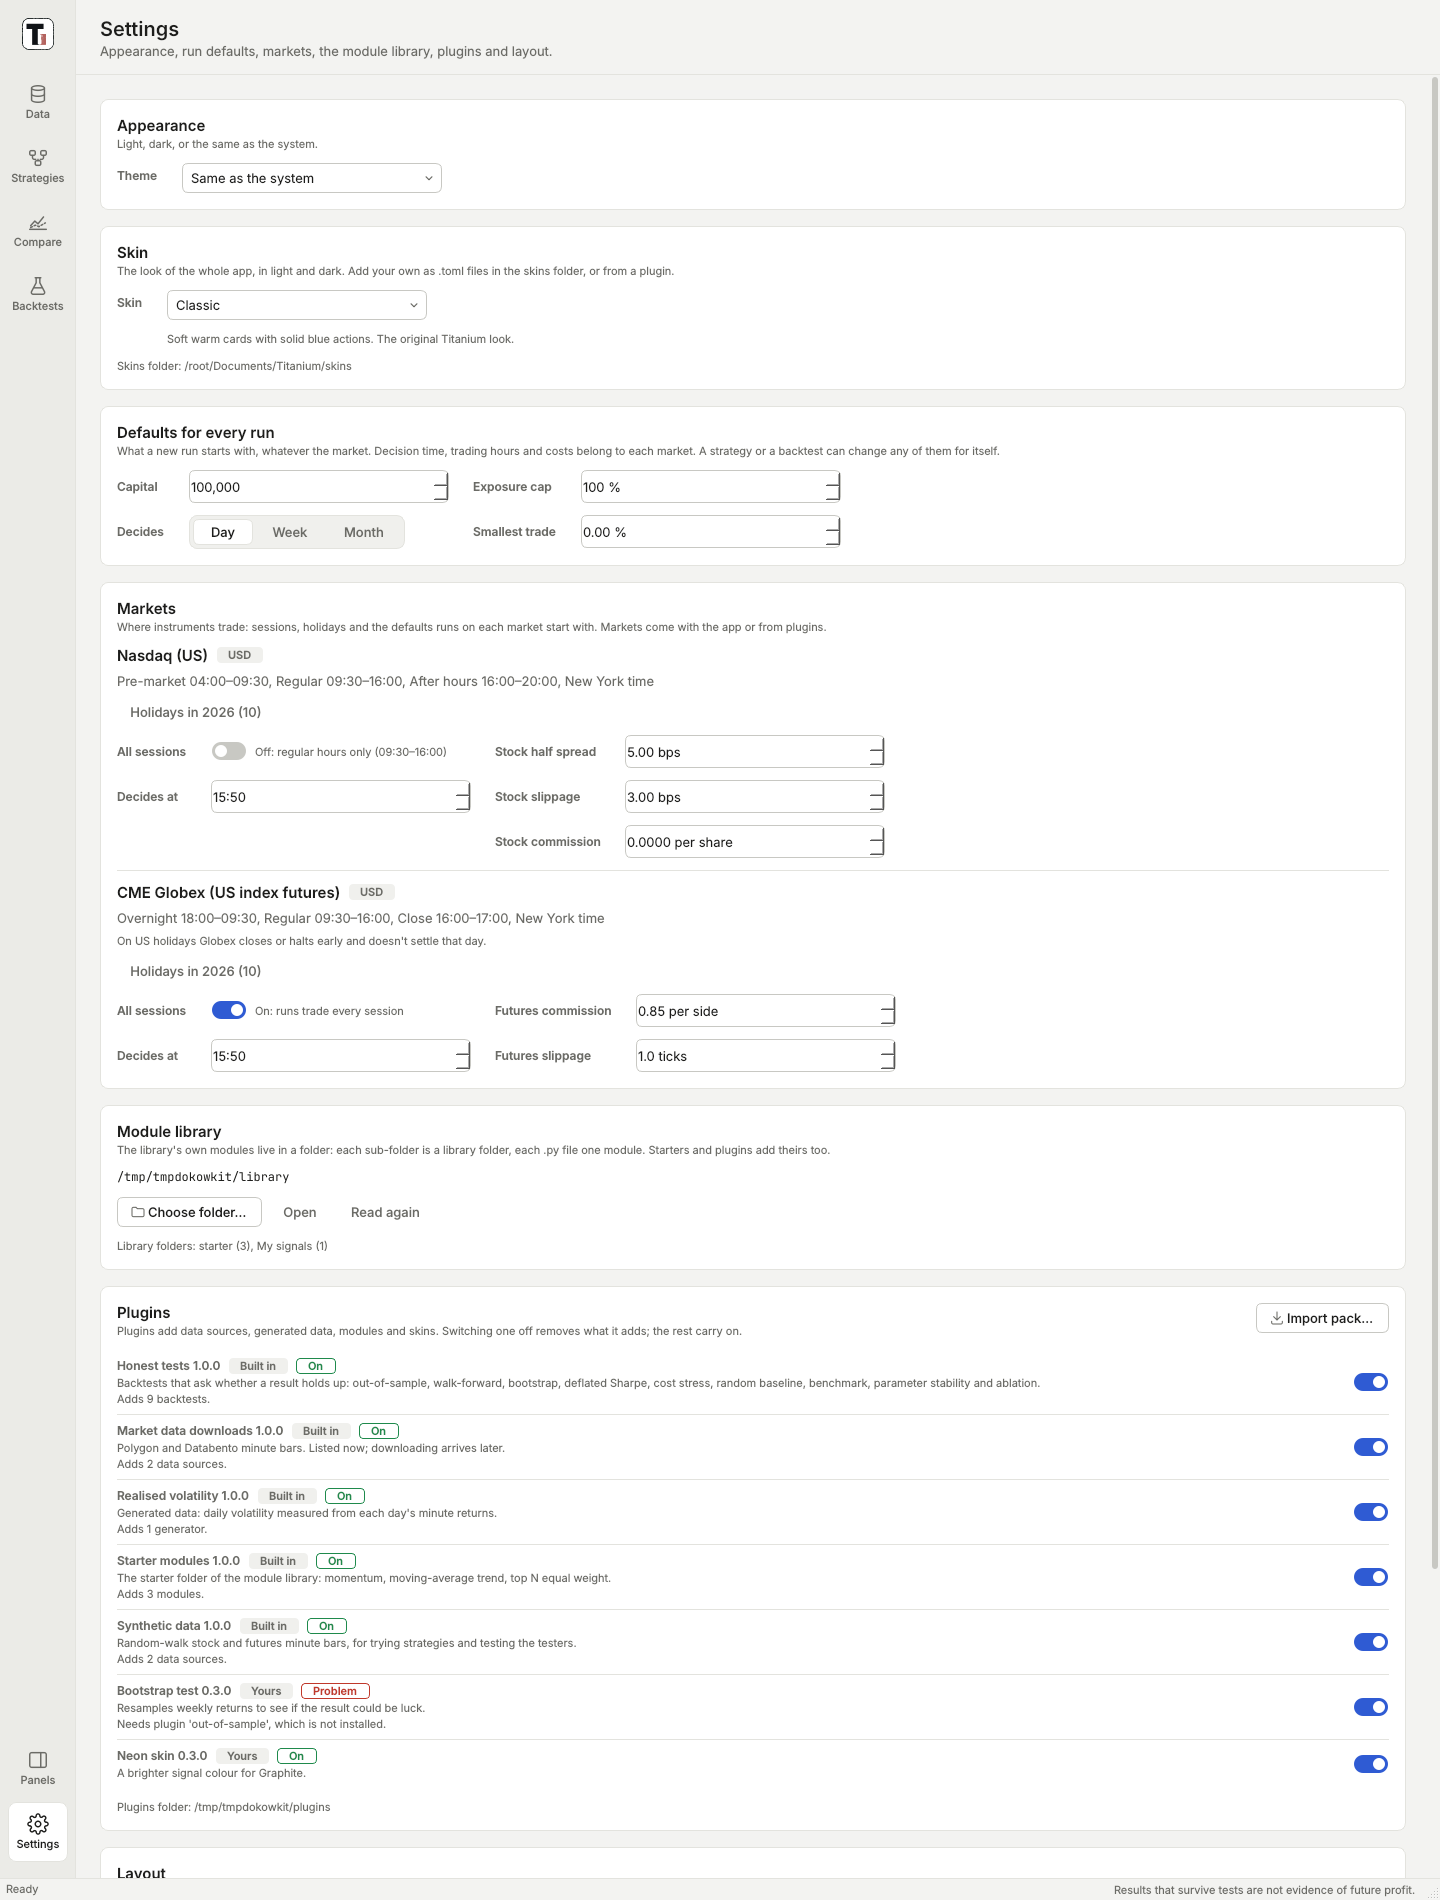 Ti
Settings
Appearance, run defaults, markets, the module library, plugins and layout.
Data
Strategies
Compare
Backtests
Appearance
Light, dark, or the same as the system.
Theme
Same as the system
Skin
The look of the whole app, in light and dark. Add your own as .toml files in the skins folder, or from a plugin.
Skin
Classic
Soft warm cards with solid blue actions. The original Titanium look.
Skins folder: /root/Documents/Titanium/skins
Defaults for every run
What a new run starts with, whatever the market. Decision time, trading hours and costs belong to each market. A strategy or a backtest can change any of them for itself.
Capital 100,000 Exposure cap 100 %
Decides Day Week Month Smallest trade 0.00 %
Markets
Where instruments trade: sessions, holidays and the defaults runs on each market start with. Markets come with the app or from plugins.
Nasdaq (US) USD
Pre-market 04:00–09:30, Regular 09:30–16:00, After hours 16:00–20:00, New York time
Holidays in 2026 (10)
All sessions Off: regular hours only (09:30–16:00) Stock half spread 5.00 bps
Decides at 15:50 Stock slippage 3.00 bps
Stock commission 0.0000 per share
CME Globex (US index futures) USD
Overnight 18:00–09:30, Regular 09:30–16:00, Close 16:00–17:00, New York time
On US holidays Globex closes or halts early and doesn't settle that day.
Holidays in 2026 (10)
All sessions On: runs trade every session Futures commission 0.85 per side
Decides at 15:50 Futures slippage 1.0 ticks
Module library
The library's own modules live in a folder: each sub-folder is a library folder, each .py file one module. Starters and plugins add theirs too.
/tmp/tmpdokowkit/library
Choose folder... Open Read again
Library folders: starter (3), My signals (1)
Plugins
Import pack...
Plugins add data sources, generated data, modules and skins. Switching one off removes what it adds; the rest carry on.
Honest tests 1.0.0 Built in On
Backtests that ask whether a result holds up: out-of-sample, walk-forward, bootstrap, deflated Sharpe, cost stress, random baseline, benchmark, parameter stability and ablation.
Adds 9 backtests.
Market data downloads 1.0.0 Built in On
Polygon and Databento minute bars. Listed now; downloading arrives later.
Adds 2 data sources.
Realised volatility 1.0.0 Built in On
Generated data: daily volatility measured from each day's minute returns.
Adds 1 generator.
Starter modules 1.0.0 Built in On
The starter folder of the module library: momentum, moving-average trend, top N equal weight.
Adds 3 modules.
Synthetic data 1.0.0 Built in On
Random-walk stock and futures minute bars, for trying strategies and testing the testers.
Adds 2 data sources.
Bootstrap test 0.3.0 Yours Problem
Resamples weekly returns to see if the result could be luck.
Needs plugin 'out-of-sample', which is not installed.
Neon skin 0.3.0 Yours On
A brighter signal colour for Graphite.
Plugins folder: /tmp/tmpdokowkit/plugins
Layout
Panels
Settings
Ready
Results that survive tests are not evidence of future profit.